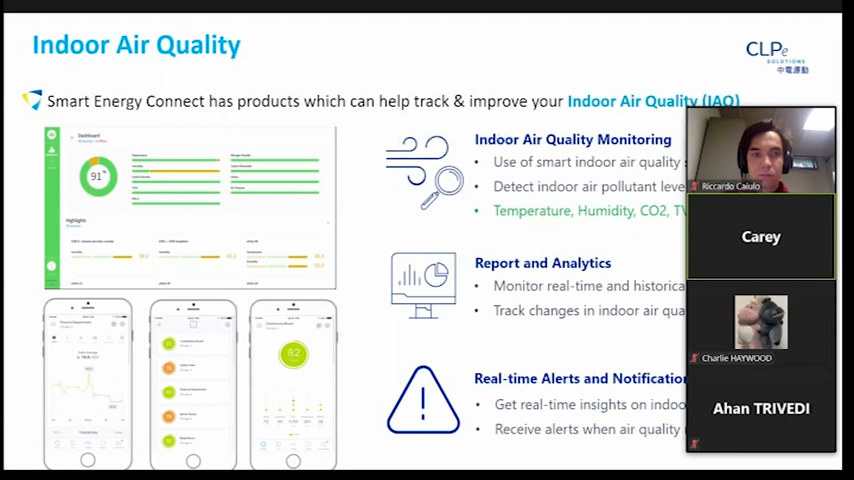 Indoor Air Quality
CLPe
SOLUTIONS
中電源動
Smart Energy Connect has products which can help track & improve your Indoor Air Quality (IAQ)
Dashboard
91%
Highlights
Indoor Air Quality Monitoring
Use of smart indoor air quality
Detect indoor air pollutant leve
Temperature, Humidity, CO2, TV
Report and Analytics
Monitor real-time and historica
Track changes in indoor air qua
82
Real-time Alerts and Notification
Get real-time insights on indoo
Receive alerts when air quality
Riccardo Caiulo
Carey
Charlie HAYWOOD
Ahan TRIVEDI